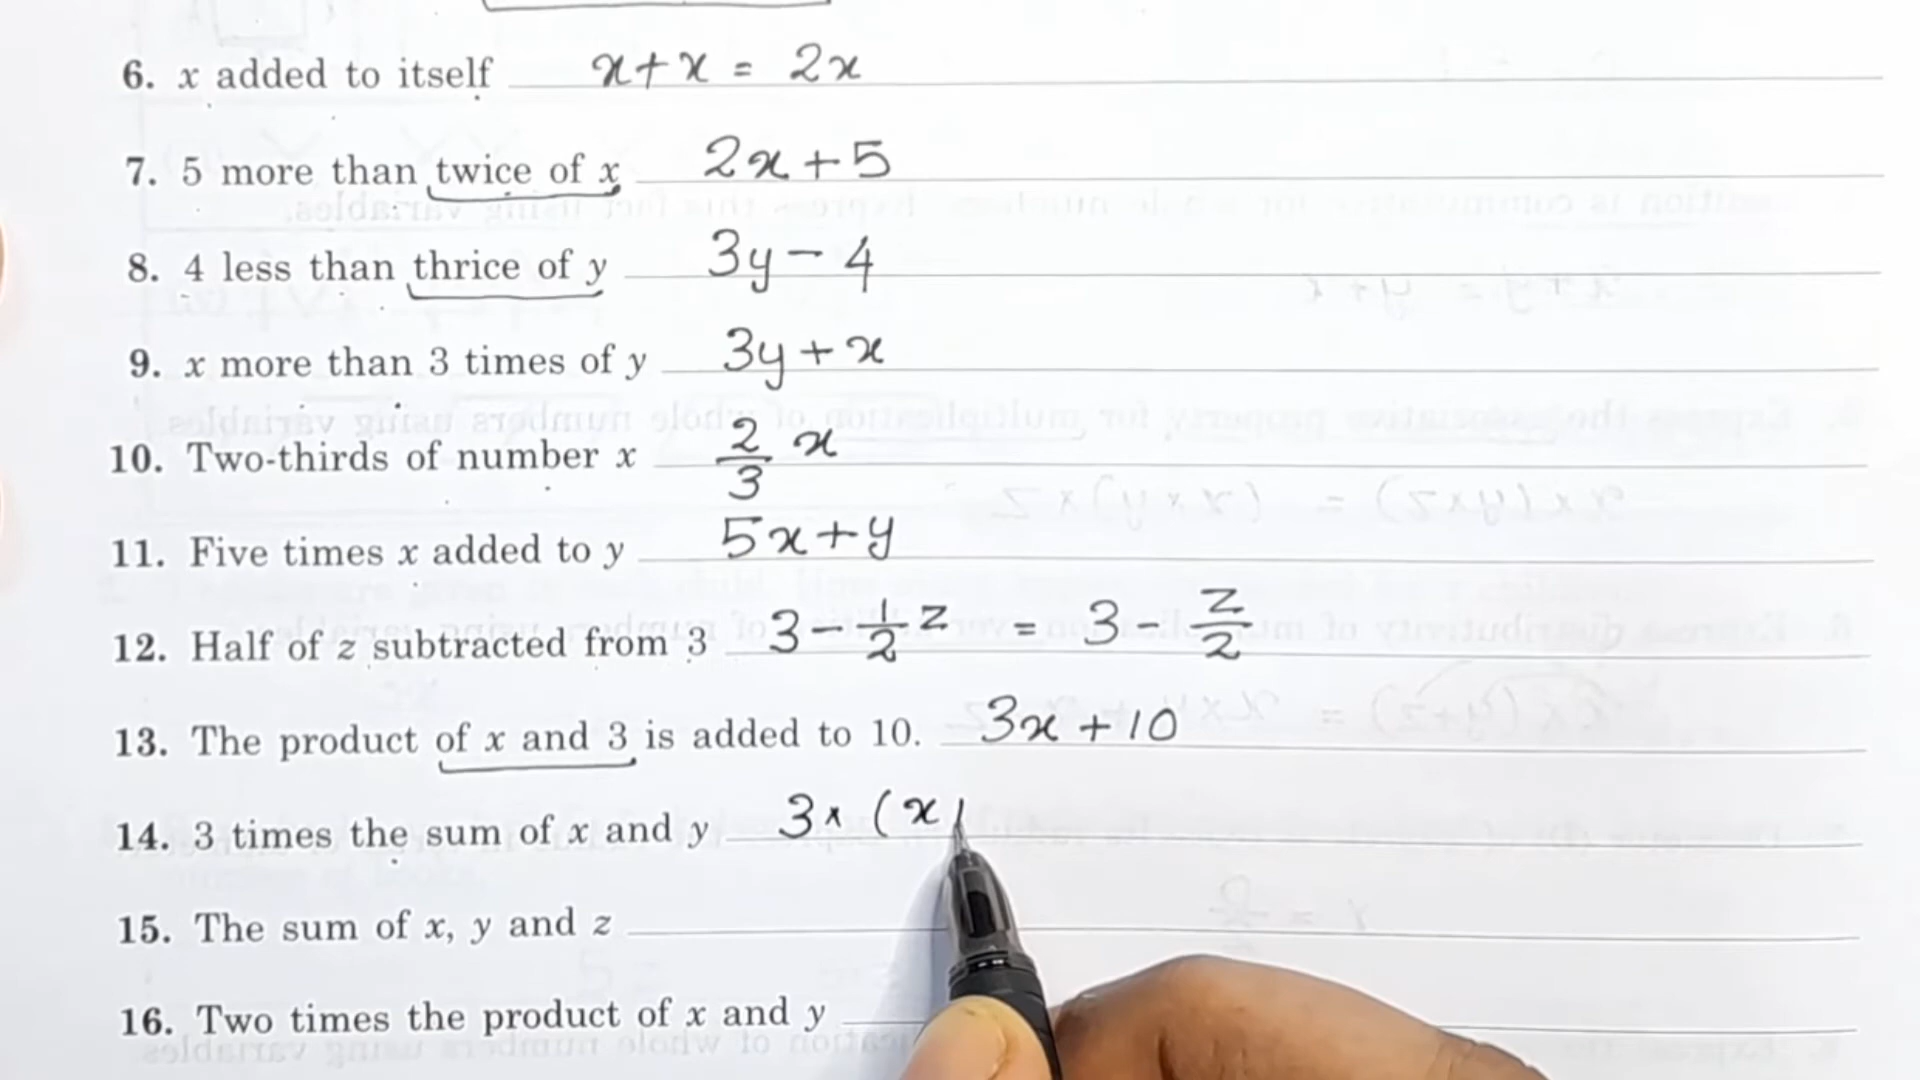 6. x added to itself x+x = 2x
7. 5 more than twice of x 2x+5
8. 4 less than thrice of y 3y-4
9. x more than 3 times of y 3y+x
10. Two-thirds of number x 2/3 x
11. Five times x added to y 5x+y
12. Half of z subtracted from 3 3-1/2 z = 3-z/2
13. The product of x and 3 is added to 10. 3x+10
14. 3 times the sum of x and y 3×(x
15. The sum of x, y and z
16. Two times the product of x and y